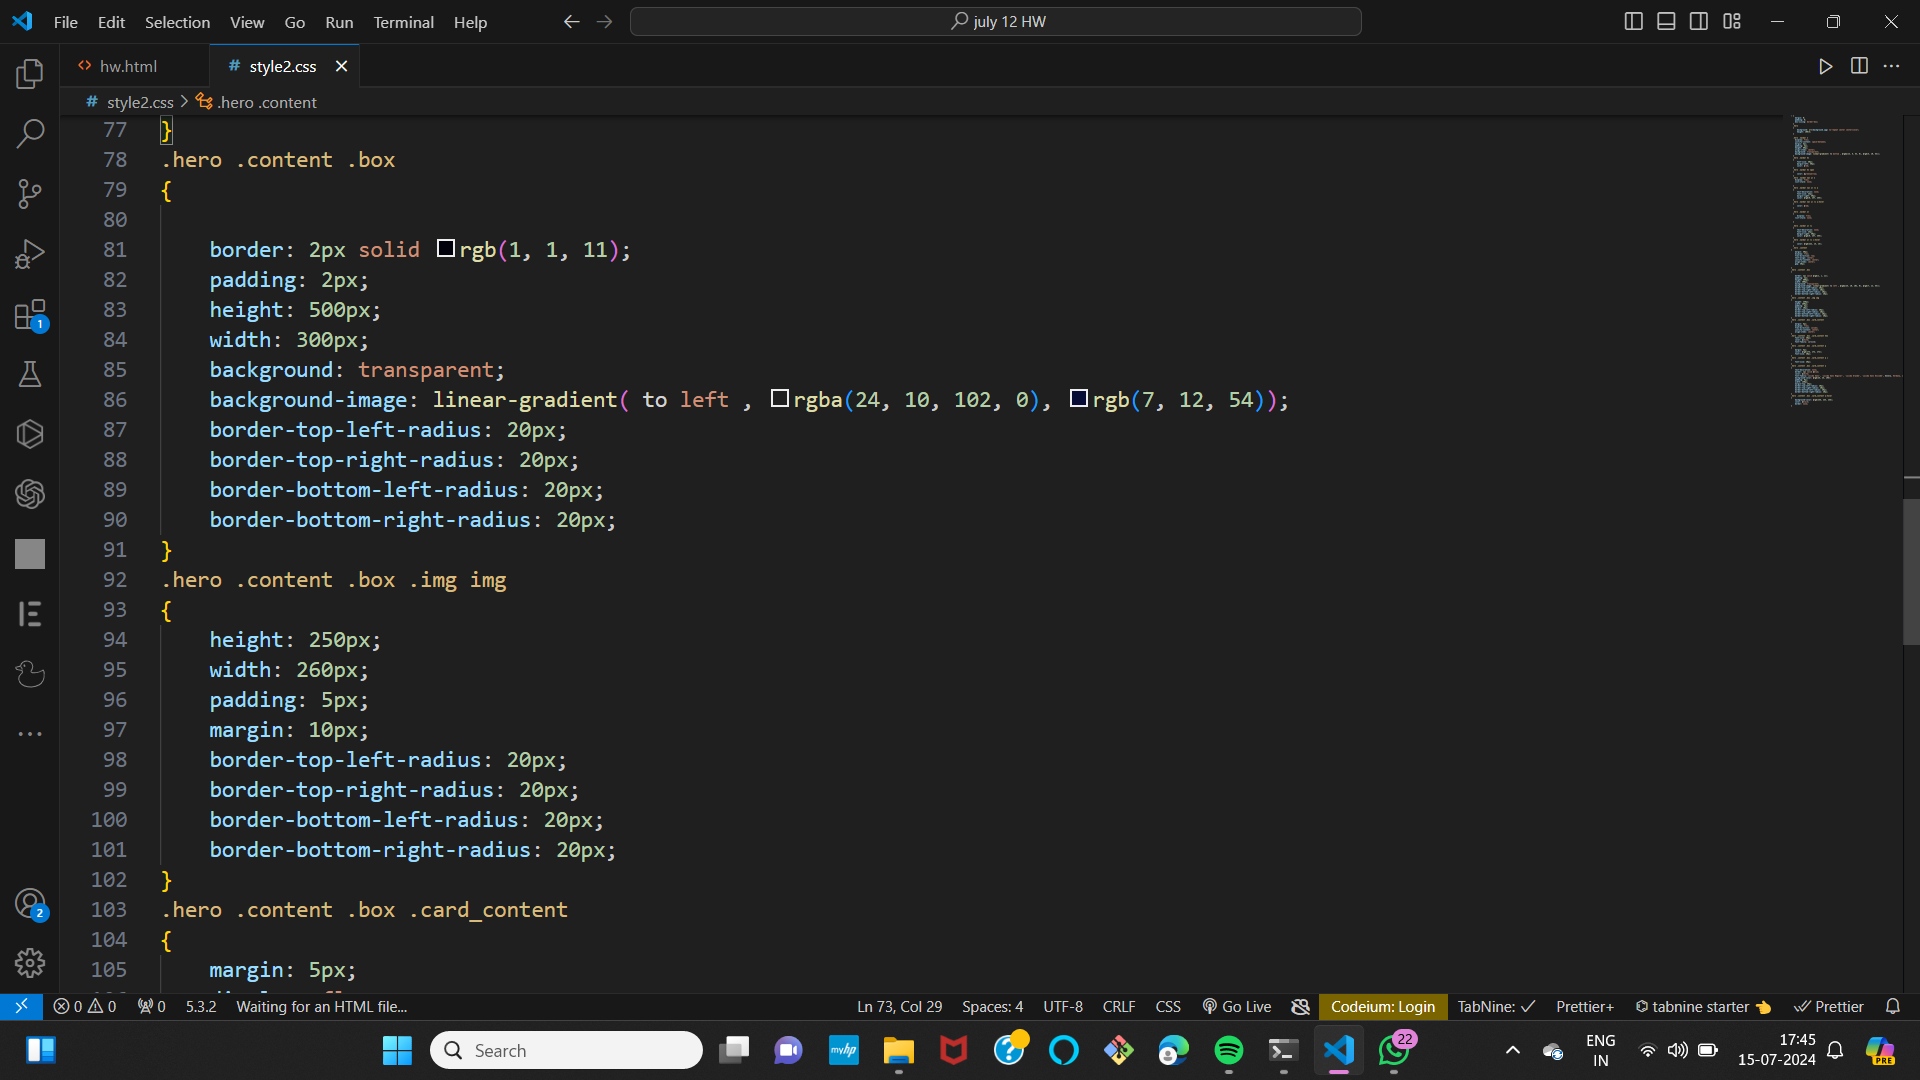 File Edit Selection View Go Run Terminal Help
july 12 HW
hw.html
style2.css
style2.css > .hero .content
77 }
78 .hero .content .box
79 {
80
81 border: 2px solid rgb(1, 1, 11);
82 padding: 2px;
83 height: 500px;
84 width: 300px;
85 background: transparent;
86 background-image: linear-gradient( to left , rgba(24, 10, 102, 0), rgb(7, 12, 54));
87 border-top-left-radius: 20px;
88 border-top-right-radius: 20px;
89 border-bottom-left-radius: 20px;
90 border-bottom-right-radius: 20px;
91 }
92 .hero .content .box .img img
93 {
94 height: 250px;
95 width: 260px;
96 padding: 5px;
97 margin: 10px;
98 border-top-left-radius: 20px;
99 border-top-right-radius: 20px;
100 border-bottom-left-radius: 20px;
101 border-bottom-right-radius: 20px;
102 }
103 .hero .content .box .card_content
104 {
105 margin: 5px;
1
2
0 0 0 5.3.2 Waiting for an HTML file... Ln 73, Col 29 Spaces: 4 UTF-8 CRLF CSS Go Live Codeium: Login TabNine: Prettier+ tabnine starter Prettier
Search
myhp
22
ENG
IN
17:45
15-07-2024
PRE